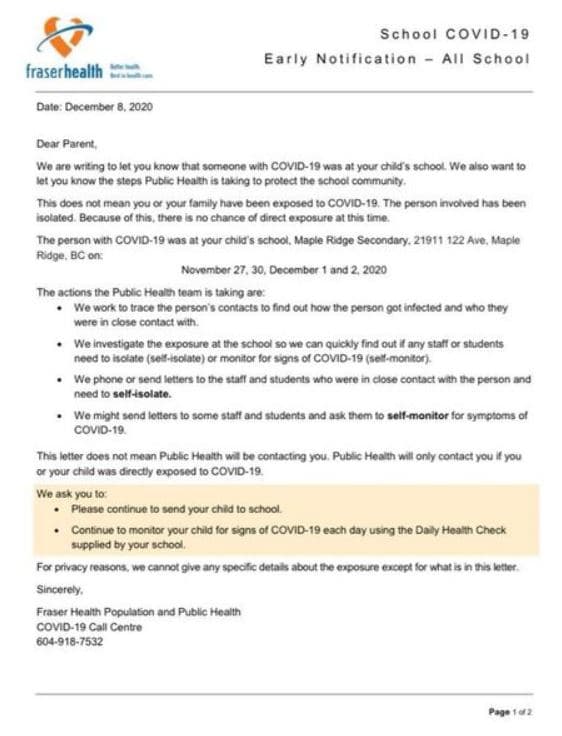 School COVID-19
Early Notification – All School
fraserhealth
Better health.
Best in health care.
Date: December 8, 2020
Dear Parent,
We are writing to let you know that someone with COVID-19 was at your child's school. We also want to
let you know the steps Public Health is taking to protect the school community.
This does not mean you or your family have been exposed to COVID-19. The person involved has been
isolated. Because of this, there is no chance of direct exposure at this time.
The person with COVID-19 was at your child's school, Maple Ridge Secondary, 21911 122 Ave, Maple
Ridge, BC on:
November 27, 30, December 1 and 2, 2020
The actions the Public Health team is taking are:
• We work to trace the person's contacts to find out how the person got infected and who they
were in close contact with.
• We investigate the exposure at the school so we can quickly find out if any staff or students
need to isolate (self-isolate) or monitor for signs of COVID-19 (self-monitor).
• We phone or send letters to the staff and students who were in close contact with the person and
need to self-isolate.
• We might send letters to some staff and students and ask them to self-monitor for symptoms of
COVID-19.
This letter does not mean Public Health will be contacting you. Public Health will only contact you if you
or your child was directly exposed to COVID-19.
We ask you to:
• Please continue to send your child to school.
• Continue to monitor your child for signs of COVID-19 each day using the Daily Health Check
supplied by your school.
For privacy reasons, we cannot give any specific details about the exposure except for what is in this letter.
Sincerely,
Fraser Health Population and Public Health
COVID-19 Call Centre
604-918-7532
Page 1 of 2